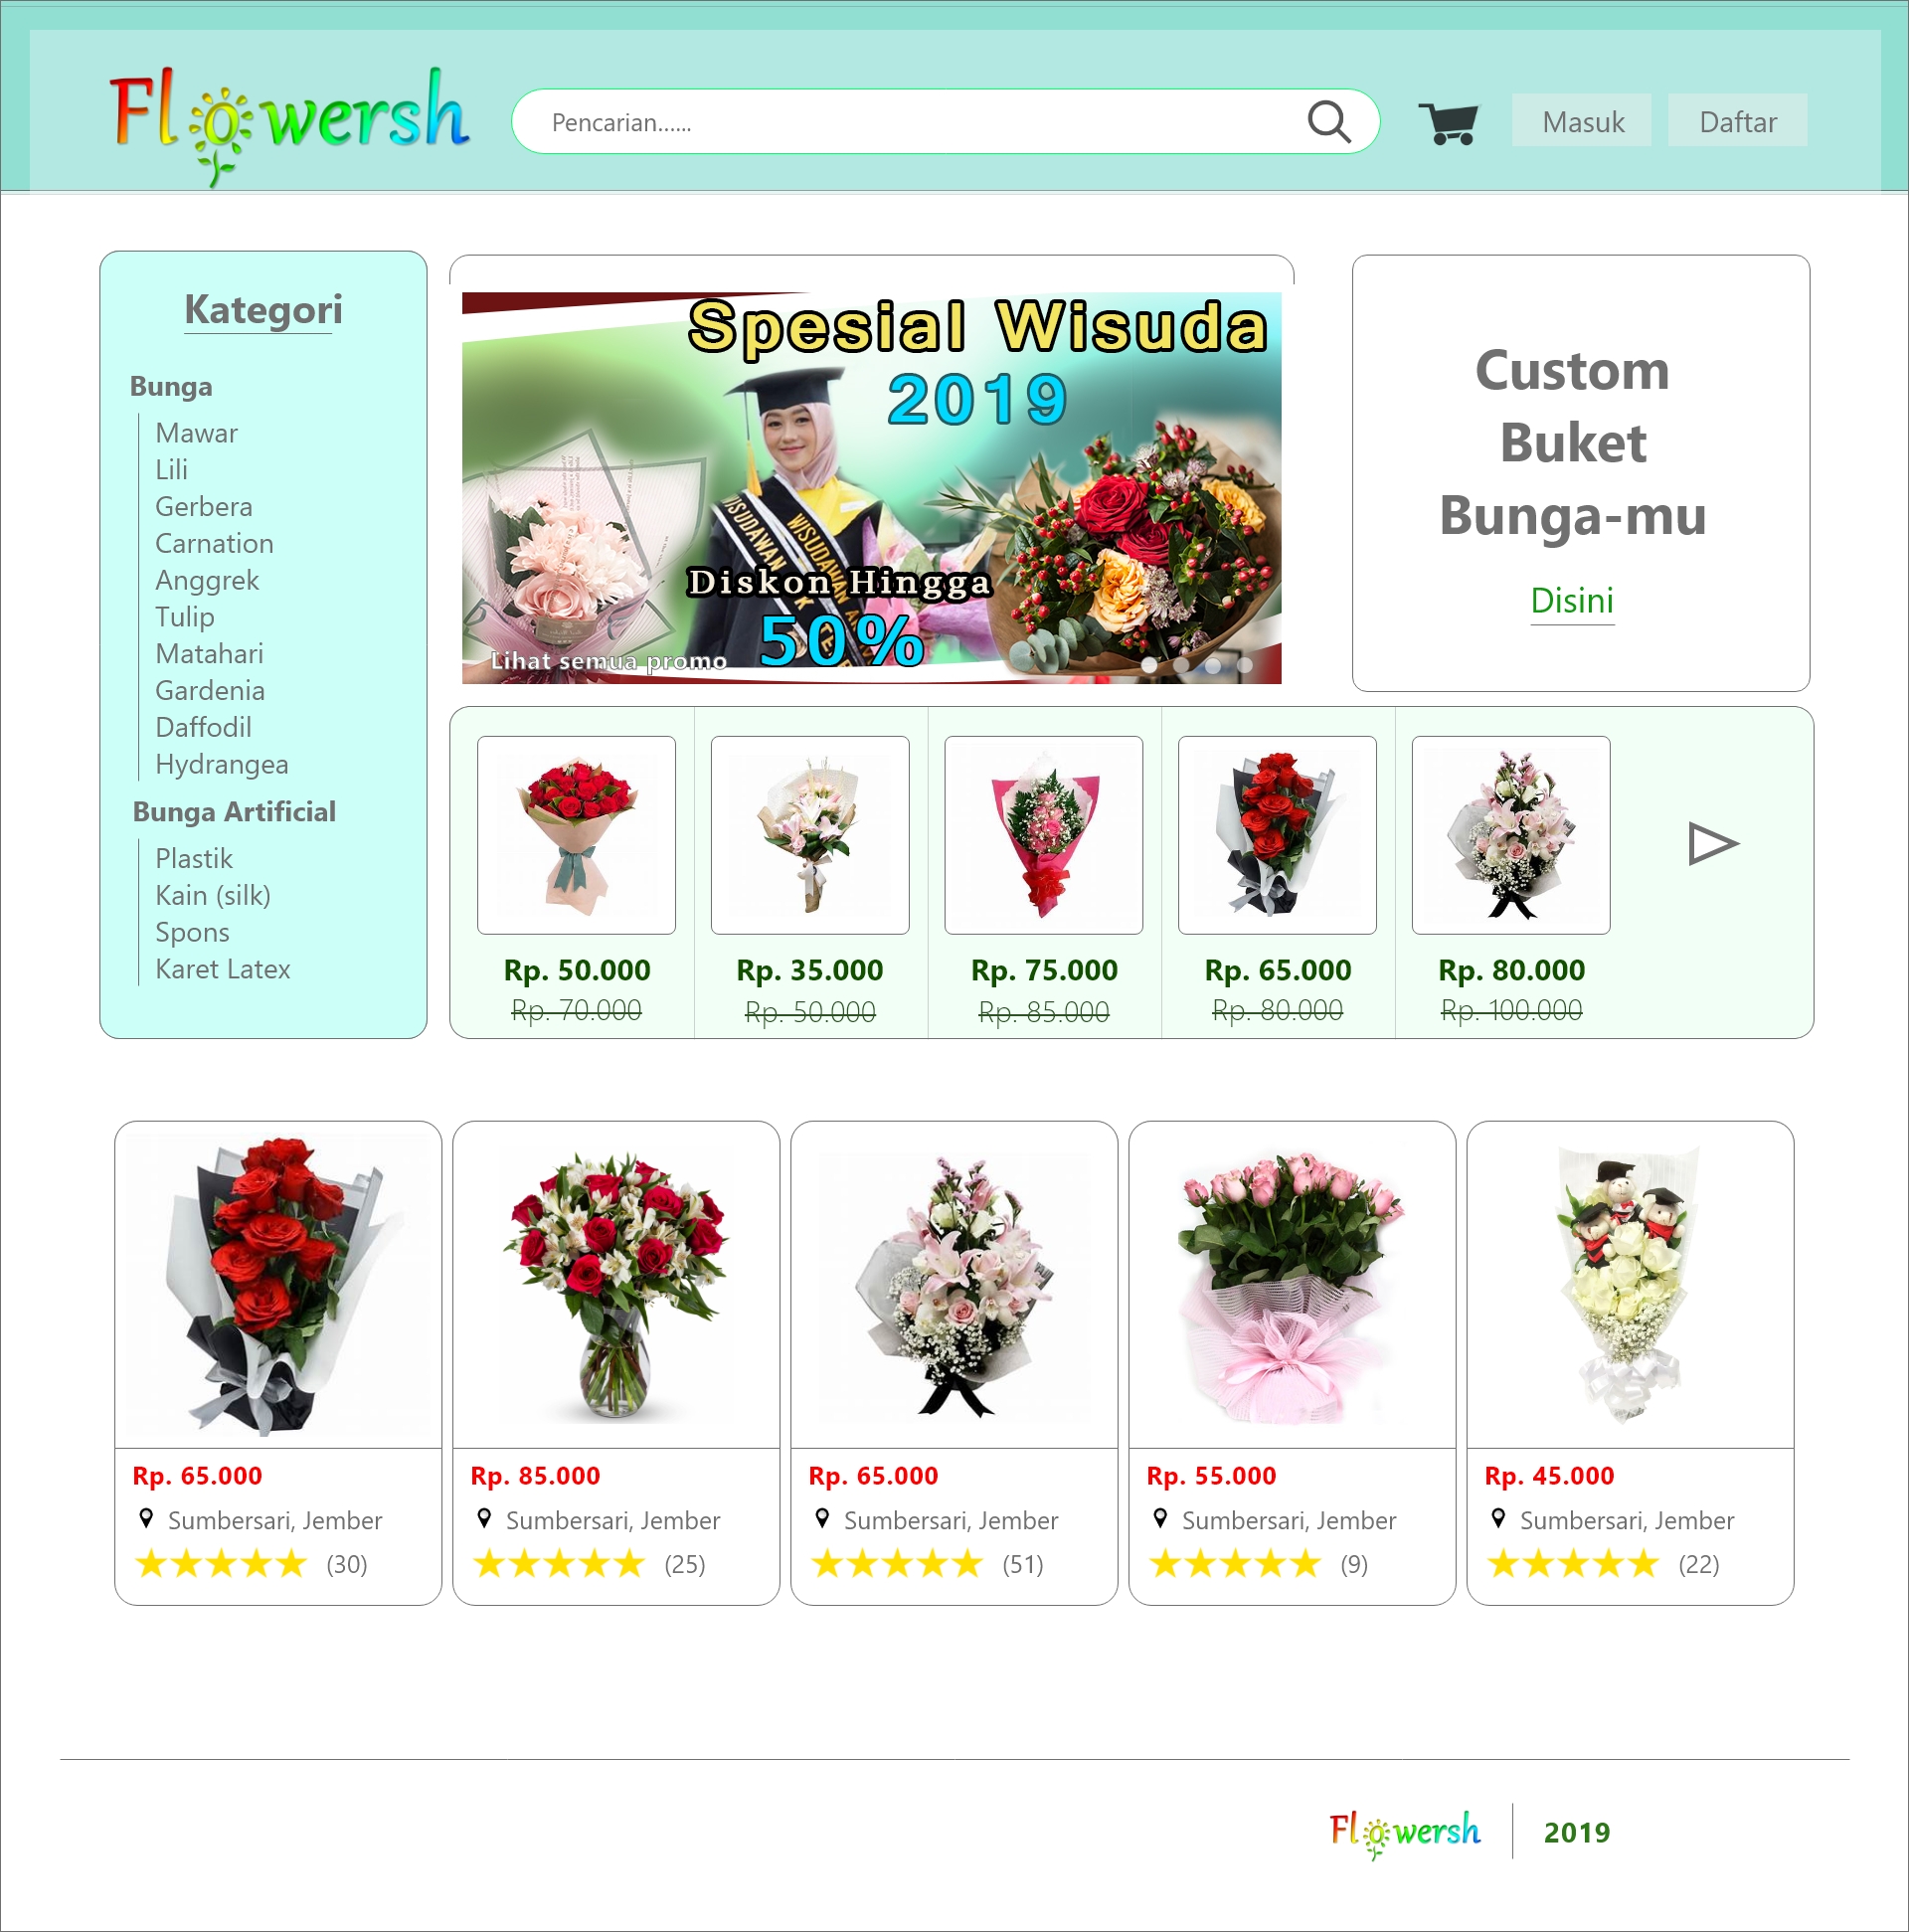 Flowersh
Pencarian......
Masuk
Daftar
Kategori
Bunga
Mawar
Lili
Gerbera
Carnation
Anggrek
Tulip
Matahari
Gardenia
Daffodil
Hydrangea
Bunga Artificial
Plastik
Kain (silk)
Spons
Karet Latex
Spesial Wisuda
2019
WISUDAWAN
Diskon Hingga
50%
Lihat semua promo
Custom
Buket
Bunga-mu
Disini
Rp. 50.000
Rp. 70.000
Rp. 35.000
Rp. 50.000
Rp. 75.000
Rp. 85.000
Rp. 65.000
Rp. 80.000
Rp. 80.000
Rp. 100.000
Rp. 65.000
Sumbersari, Jember
(30)
Rp. 85.000
Sumbersari, Jember
(25)
Rp. 65.000
Sumbersari, Jember
(51)
Rp. 55.000
Sumbersari, Jember
(9)
Rp. 45.000
Sumbersari, Jember
(22)
Flowersh
2019